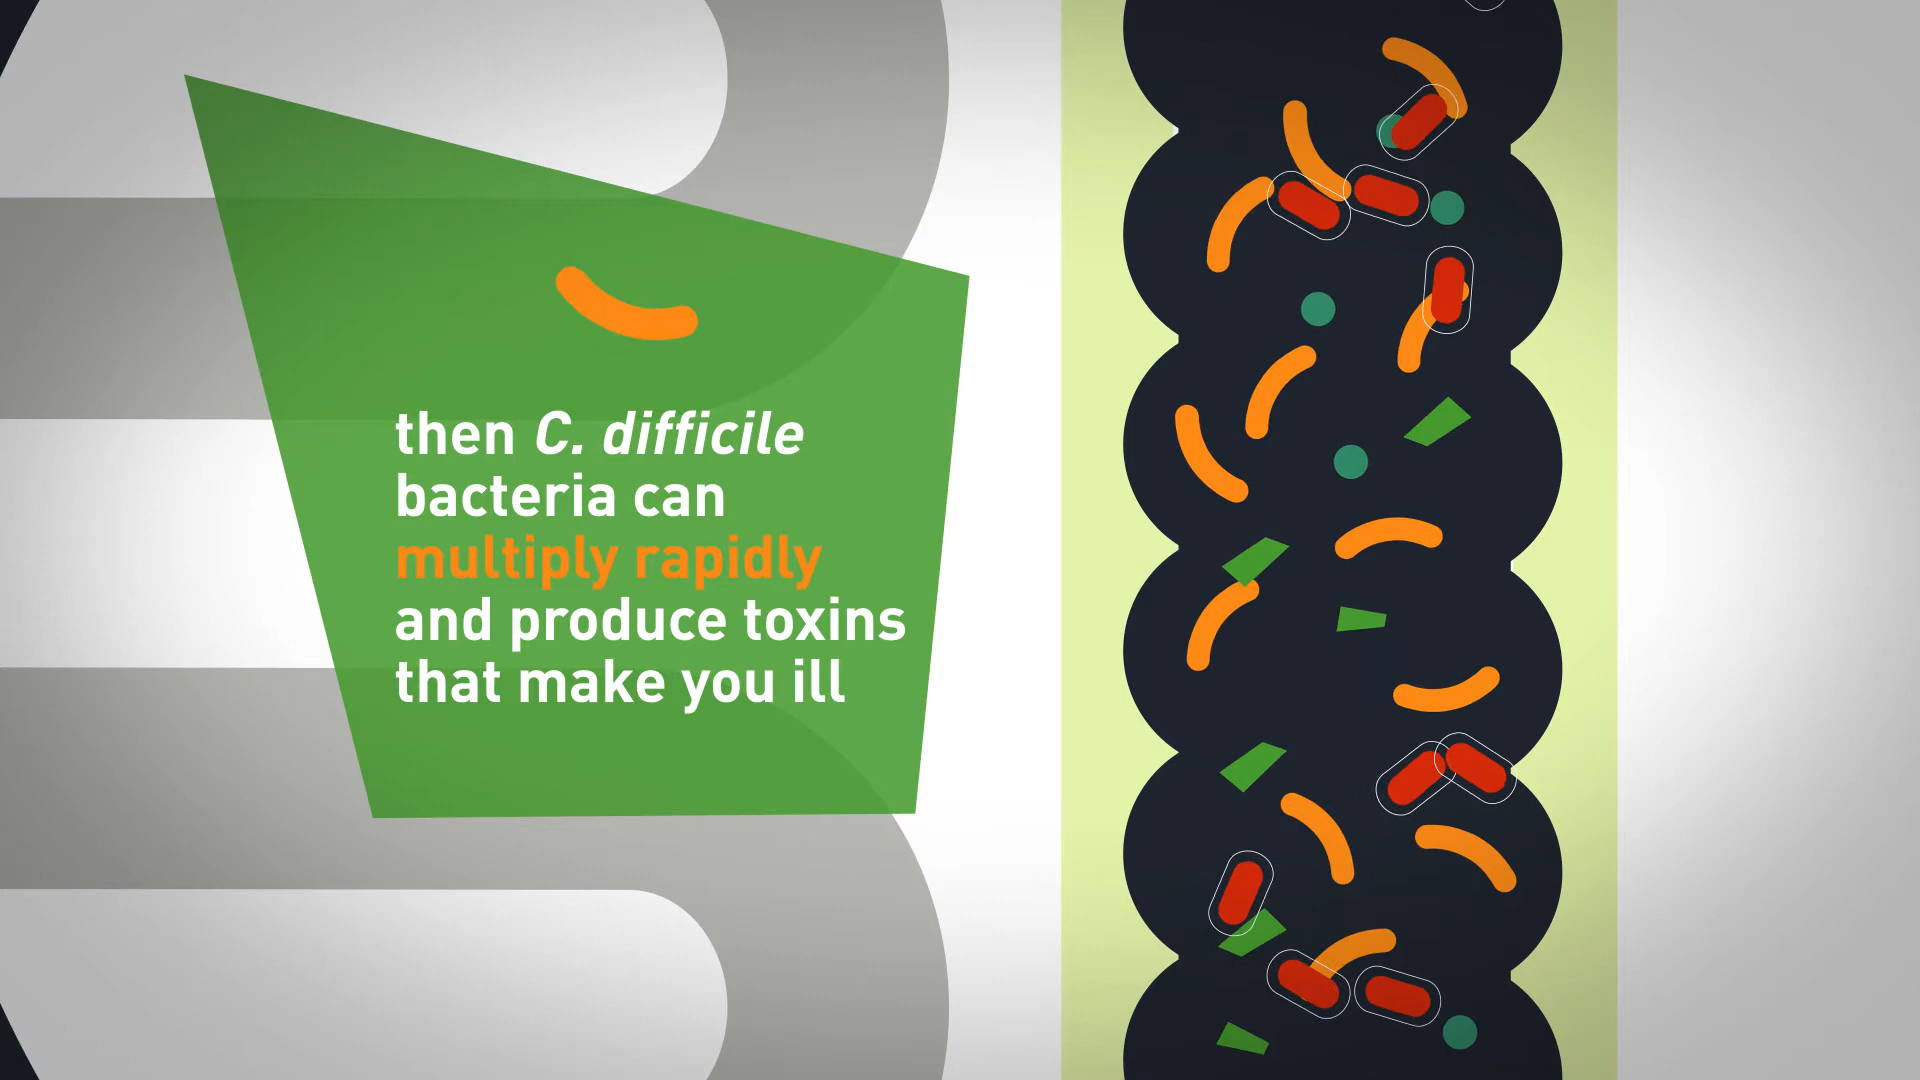 then C. difficile
bacteria can
multiply rapidly
and produce toxins
that make you ill